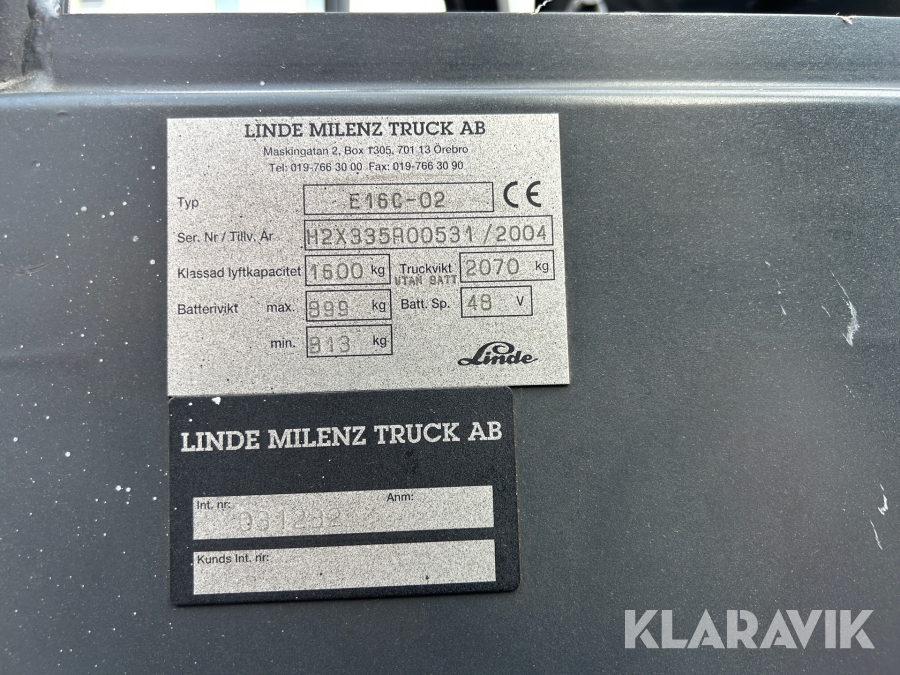 LINDE MILENZ TRUCK AB
Maskingatan 2, Box 1305, 701 13 Örebro
Tel: 019-766 30 00 Fax: 019-766 30 90
Typ E16C-02 CE
Ser. Nr / Tillv. År H2X335A00531 /2004
Klassad lyftkapacitet 1600 kg Truckvikt 2070 kg
UTAN BATT
Batterivikt max. 899 kg Batt. Sp. 48 V
min. 813 kg
Linde
LINDE MILENZ TRUCK AB
Int. nr: Anm:
031232
Kunds Int. nr:
KLARAVIK